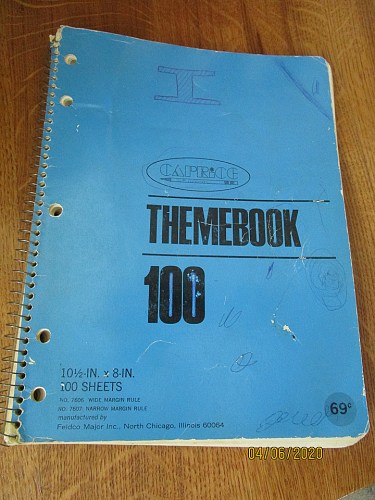 I
CAPRICE
THEMEBOOK
100
10½-IN. x 8-IN.
100 SHEETS
NO. 7606 WIDE MARGIN RULE
NO. 7607 NARROW MARGIN RULE
manufactured by
Feldco Major Inc., North Chicago, Illinois 60064
69¢
04/06/2020